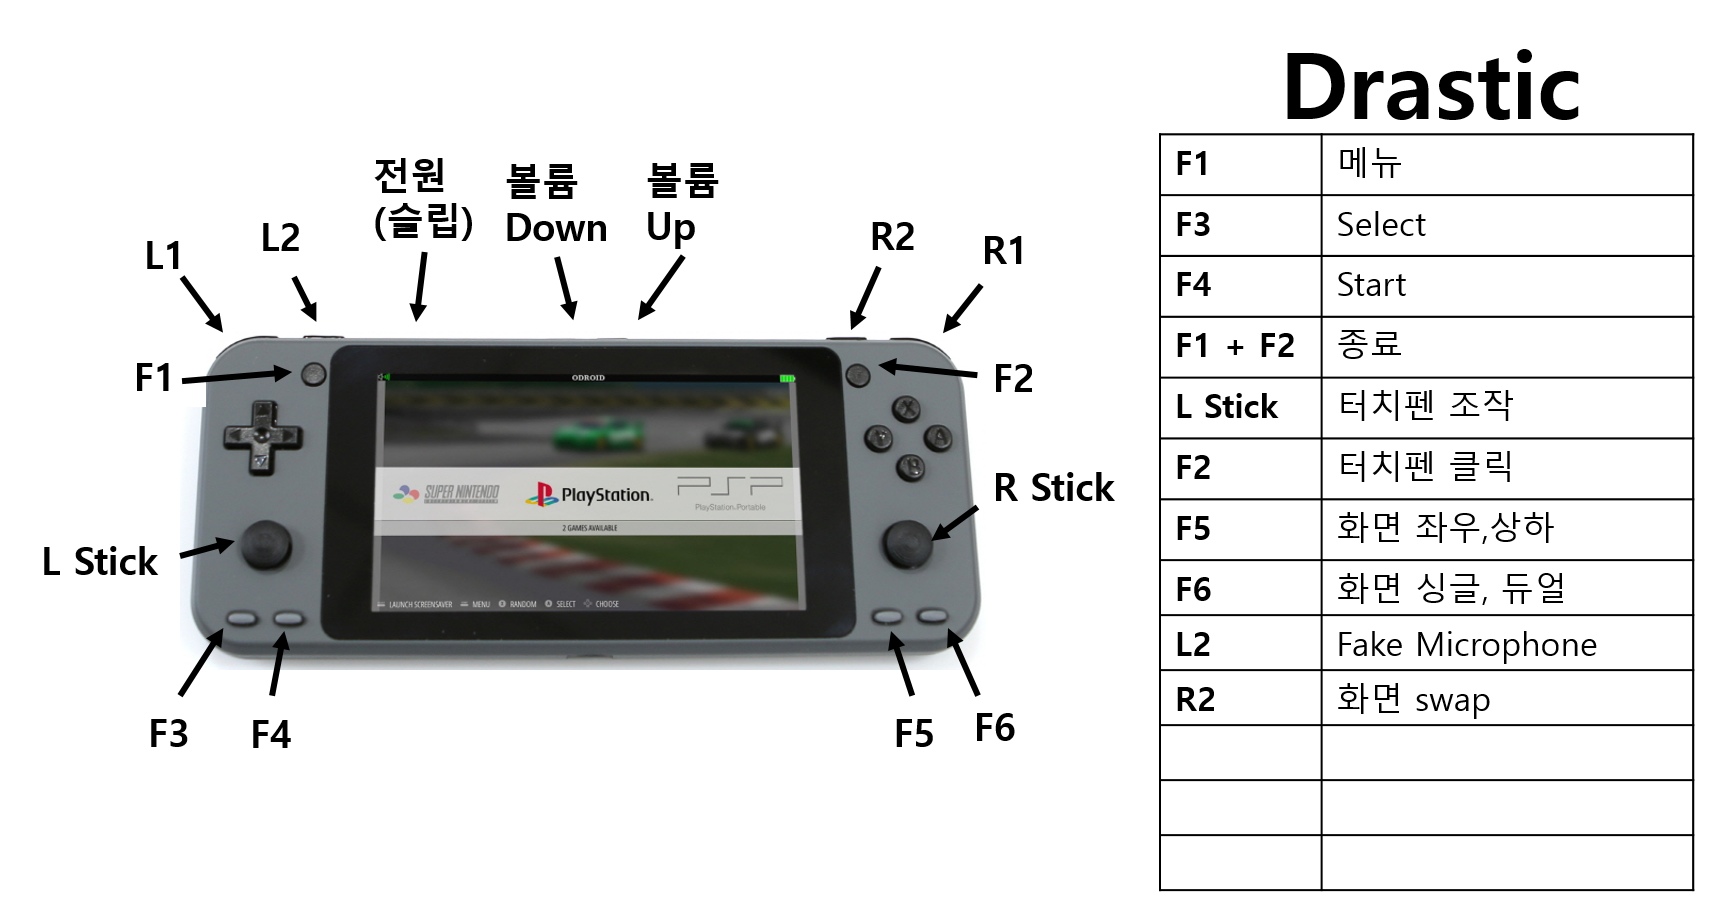 Drastic
전원
(슬립)
볼륨
Down
볼륨
Up
L1
L2
R2
R1
F1
F2
L Stick
R Stick
F3
F4
F5
F6
ODROID
SUPER NINTENDO
PlayStation.
PSP
PlayStation Portable
2 GAMES AVAILABLE
LAUNCH SCREENSAVER MENU RANDOM SELECT CHOOSE
X
Y
A
B
F1 메뉴
F3 Select
F4 Start
F1 + F2 종료
L Stick 터치펜 조작
F2 터치펜 클릭
F5 화면 좌우,상하
F6 화면 싱글, 듀얼
L2 Fake Microphone
R2 화면 swap